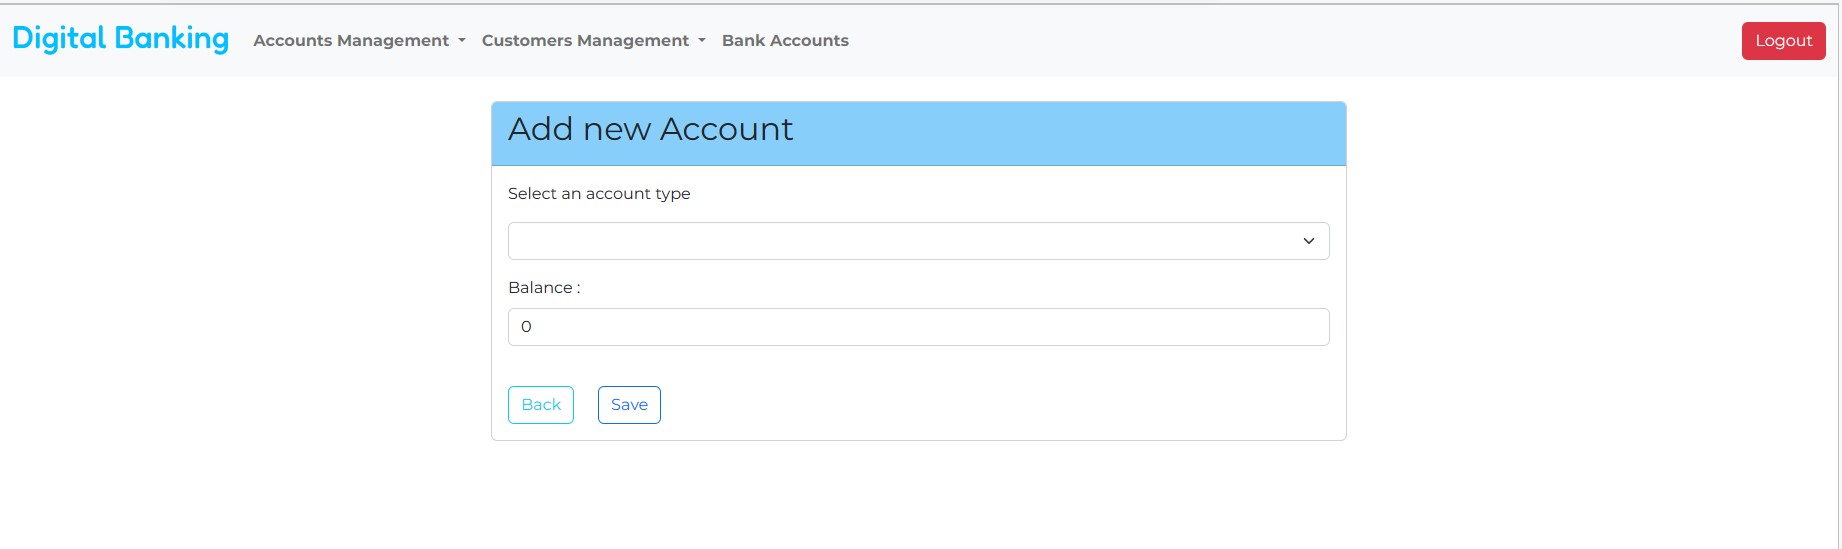 Digital Banking Accounts Management Customers Management Bank Accounts Logout
Add new Account
Select an account type
Balance :
0
Back Save